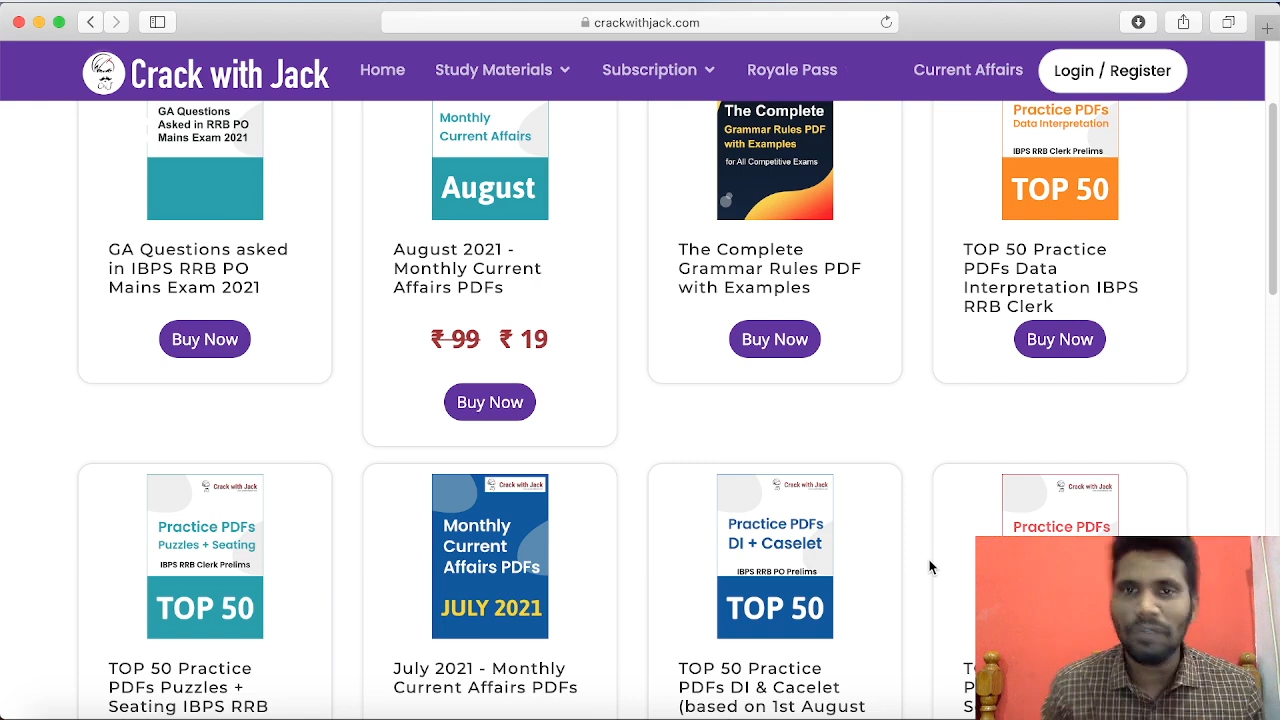 crackwithjack.com
Crack with Jack
Home
Study Materials
Subscription
Royale Pass
Current Affairs
Login / Register
GA Questions
Asked in RRB PO
Mains Exam 2021
Monthly
Current Affairs
August
The Complete
Grammar Rules PDF
with Examples
for All Competitive Exams
Practice PDFs
Data Interpretation
IBPS RRB Clerk Prelims
TOP 50
GA Questions asked
in IBPS RRB PO
Mains Exam 2021
Buy Now
August 2021 -
Monthly Current
Affairs PDFs
₹ 99 ₹ 19
Buy Now
The Complete
Grammar Rules PDF
with Examples
Buy Now
TOP 50 Practice
PDFs Data
Interpretation IBPS
RRB Clerk
Buy Now
Crack with Jack
Practice PDFs
Puzzles + Seating
IBPS RRB Clerk Prelims
TOP 50
Crack with Jack
Monthly
Current
Affairs PDFs
JULY 2021
Crack with Jack
Practice PDFs
DI + Caselet
IBPS RRB PO Prelims
TOP 50
Crack with Jack
Practice PDFs
TOP 50 Practice
PDFs Puzzles +
Seating IBPS RRB
July 2021 - Monthly
Current Affairs PDFs
TOP 50 Practice
PDFs DI & Cacelet
(based on 1st August